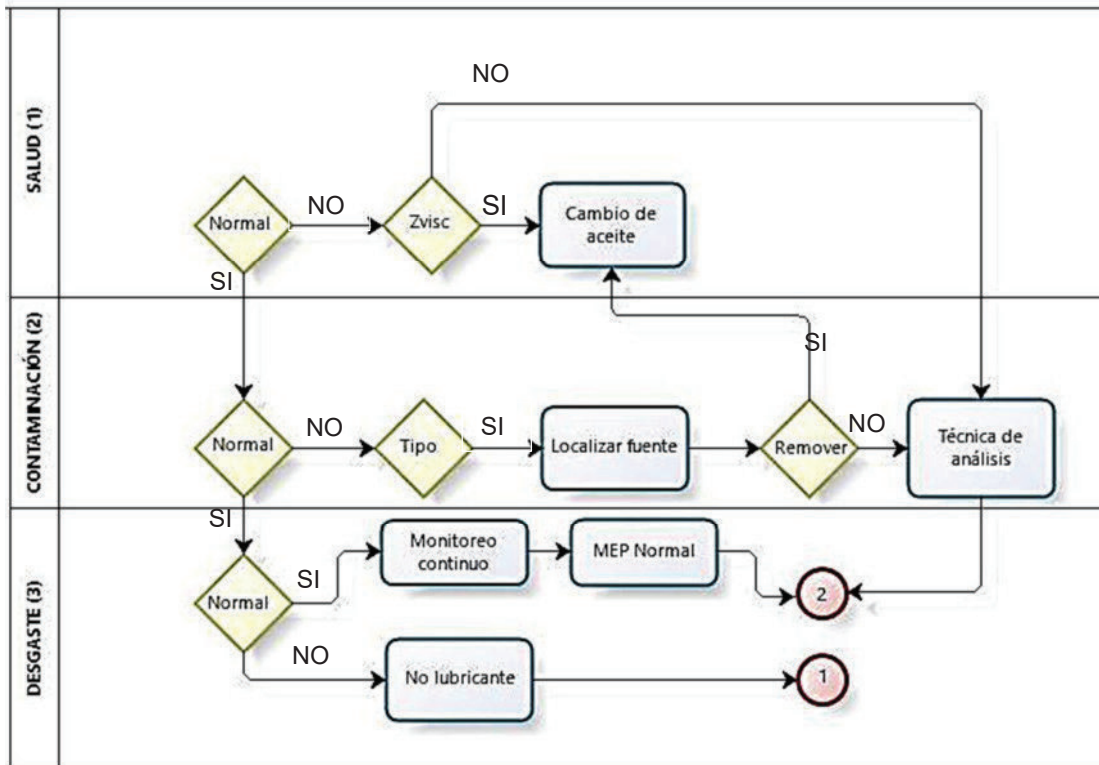 SALUD (1)
NO
Normal
NO
Zvisc
SI
Cambio de
aceite
SI
CONTAMINACIÓN (2)
SI
Normal
NO
Tipo
SI
Localizar fuente
Remover
NO
Técnica de
análisis
SI
DESGASTE (3)
Normal
SI
Monitoreo
continuo
MEP Normal
2
NO
No lubricante
1